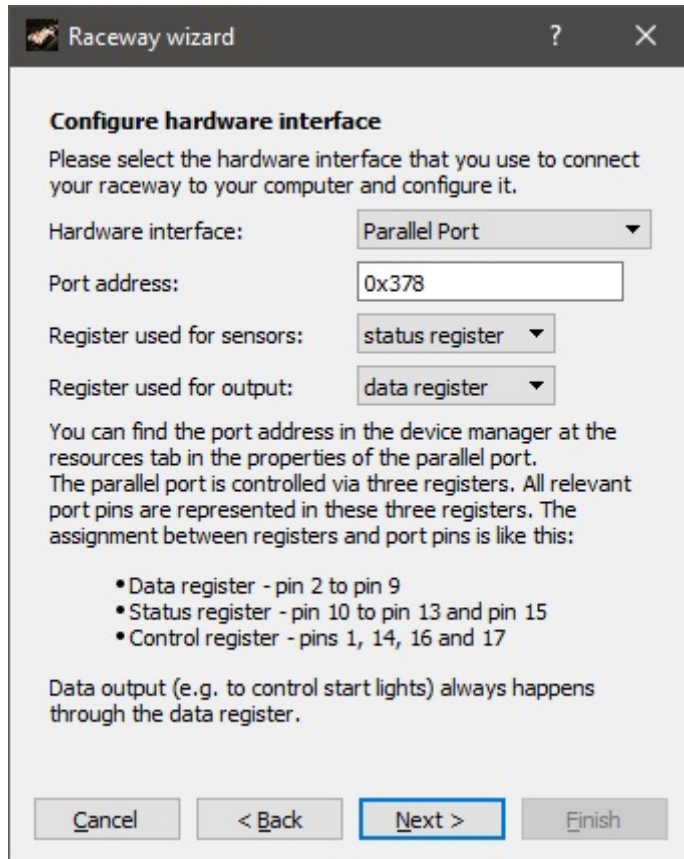 Raceway wizard ? ✕
Configure hardware interface
Please select the hardware interface that you use to connect
your raceway to your computer and configure it.
Hardware interface: Parallel Port
Port address: 0x378
Register used for sensors: status register
Register used for output: data register
You can find the port address in the device manager at the
resources tab in the properties of the parallel port.
The parallel port is controlled via three registers. All relevant
port pins are represented in these three registers. The
assignment between registers and port pins is like this:
• Data register - pin 2 to pin 9
• Status register - pin 10 to pin 13 and pin 15
• Control register - pins 1, 14, 16 and 17
Data output (e.g. to control start lights) always happens
through the data register.
Cancel < Back Next > Finish